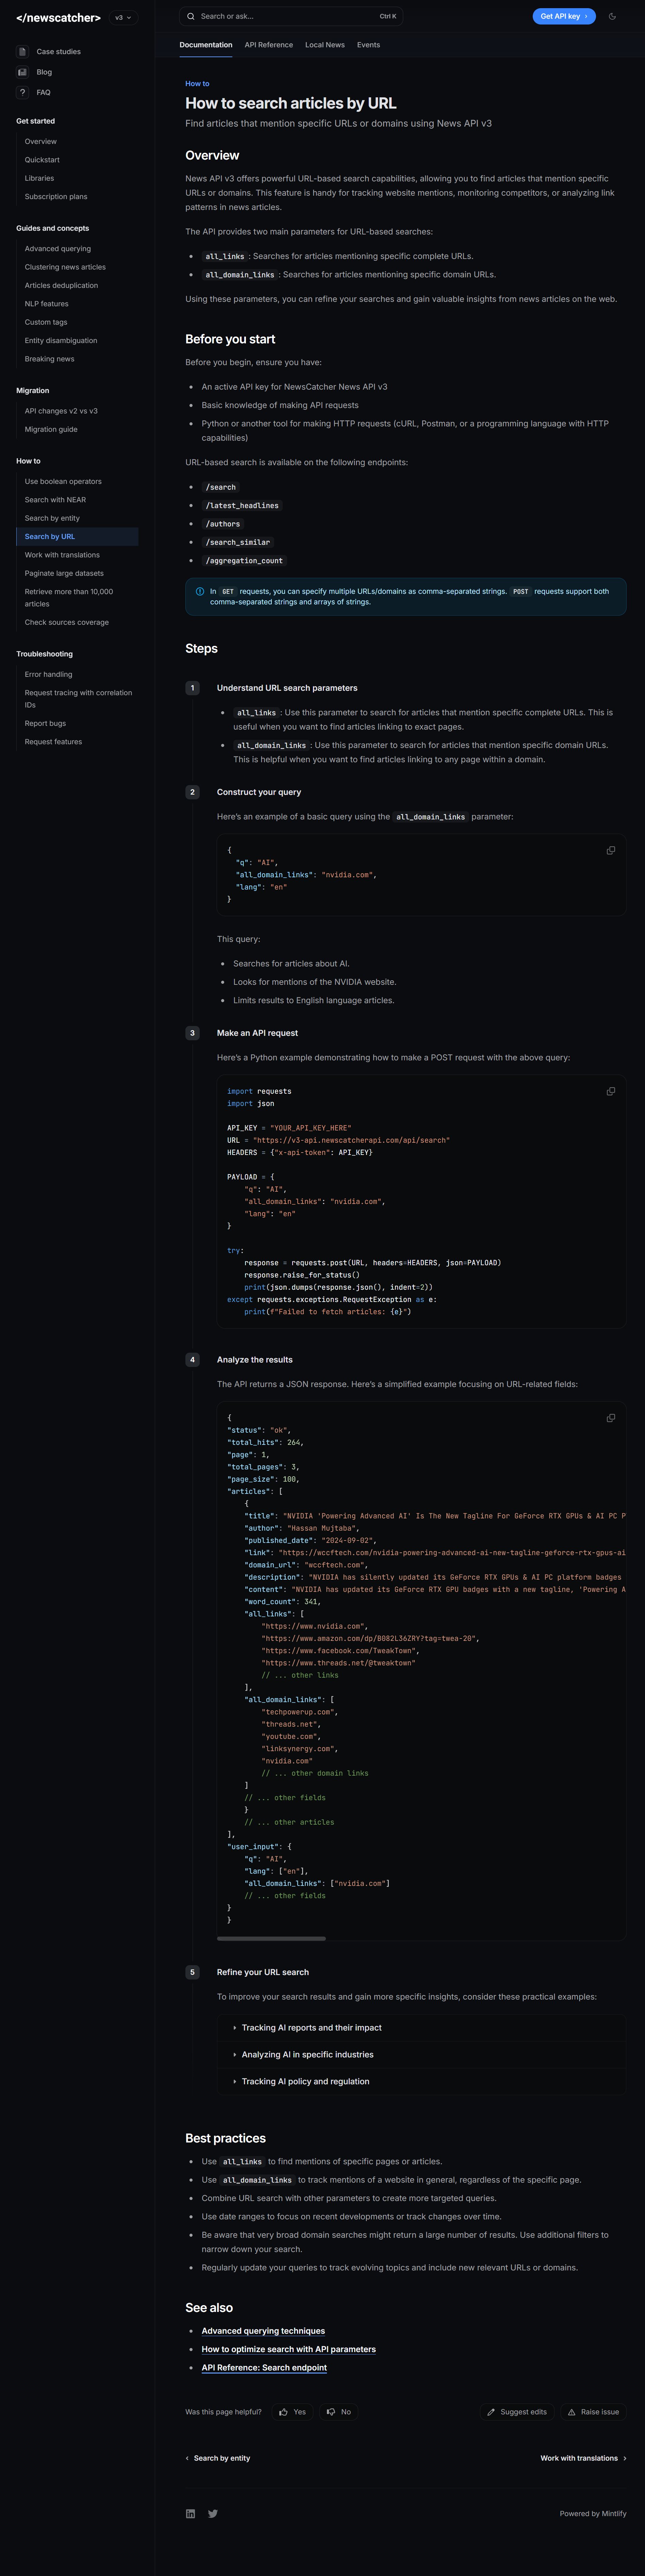 </newscatcher>
v3
Search or ask...
Ctrl K
Get API key
Documentation
API Reference
Local News
Events
Case studies
Blog
FAQ
Get started
Overview
Quickstart
Libraries
Subscription plans
Guides and concepts
Advanced querying
Clustering news articles
Articles deduplication
NLP features
Custom tags
Entity disambiguation
Breaking news
Migration
API changes v2 vs v3
Migration guide
How to
Use boolean operators
Search with NEAR
Search by entity
Search by URL
Work with translations
Paginate large datasets
Retrieve more than 10,000
articles
Check sources coverage
Troubleshooting
Error handling
Request tracing with correlation
IDs
Report bugs
Request features
How to
How to search articles by URL
Find articles that mention specific URLs or domains using News API v3
Overview
News API v3 offers powerful URL-based search capabilities, allowing you to find articles that mention specific
URLs or domains. This feature is handy for tracking website mentions, monitoring competitors, or analyzing link
patterns in news articles.
The API provides two main parameters for URL-based searches:
all_links : Searches for articles mentioning specific complete URLs.
all_domain_links : Searches for articles mentioning specific domain URLs.
Using these parameters, you can refine your searches and gain valuable insights from news articles on the web.
Before you start
Before you begin, ensure you have:
An active API key for NewsCatcher News API v3
Basic knowledge of making API requests
Python or another tool for making HTTP requests (cURL, Postman, or a programming language with HTTP
capabilities)
URL-based search is available on the following endpoints:
/search
/latest_headlines
/authors
/search_similar
/aggregation_count
In GET requests, you can specify multiple URLs/domains as comma-separated strings. POST requests support both
comma-separated strings and arrays of strings.
Steps
1
Understand URL search parameters
all_links : Use this parameter to search for articles that mention specific complete URLs. This is
useful when you want to find articles linking to exact pages.
all_domain_links : Use this parameter to search for articles that mention specific domain URLs.
This is helpful when you want to find articles linking to any page within a domain.
2
Construct your query
Here's an example of a basic query using the all_domain_links parameter:
{
"q": "AI",
"all_domain_links": "nvidia.com",
"lang": "en"
}
This query:
Searches for articles about AI.
Looks for mentions of the NVIDIA website.
Limits results to English language articles.
3
Make an API request
Here's a Python example demonstrating how to make a POST request with the above query:
import requests
import json
API_KEY = "YOUR_API_KEY_HERE"
URL = "https://v3-api.newscatcherapi.com/api/search"
HEADERS = {"x-api-token": API_KEY}
PAYLOAD = {
"q": "AI",
"all_domain_links": "nvidia.com",
"lang": "en"
}
try:
response = requests.post(URL, headers=HEADERS, json=PAYLOAD)
response.raise_for_status()
print(json.dumps(response.json(), indent=2))
except requests.exceptions.RequestException as e:
print(f"Failed to fetch articles: {e}")
4
Analyze the results
The API returns a JSON response. Here's a simplified example focusing on URL-related fields:
{
"status": "ok",
"total_hits": 264,
"page": 1,
"total_pages": 3,
"page_size": 100,
"articles": [
{
"title": "NVIDIA 'Powering Advanced AI' Is The New Tagline For GeForce RTX GPUs & AI PC P
"author": "Hassan Mujtaba",
"published_date": "2024-09-02",
"link": "https://wccftech.com/nvidia-powering-advanced-ai-new-tagline-geforce-rtx-gpus-ai
"domain_url": "wccftech.com",
"description": "NVIDIA has silently updated its GeForce RTX GPUs & AI PC platform badges
"content": "NVIDIA has updated its GeForce RTX GPU badges with a new tagline, 'Powering A
"word_count": 341,
"all_links": [
"https://www.nvidia.com",
"https://www.amazon.com/dp/B082L36ZRY?tag=twea-20",
"https://www.facebook.com/TweakTown",
"https://www.threads.net/@tweaktown"
// ... other links
],
"all_domain_links": [
"techpowerup.com",
"threads.net",
"youtube.com",
"linksynergy.com",
"nvidia.com"
// ... other domain links
]
// ... other fields
}
// ... other articles
],
"user_input": {
"q": "AI",
"lang": ["en"],
"all_domain_links": ["nvidia.com"]
// ... other fields
}
}
5
Refine your URL search
To improve your search results and gain more specific insights, consider these practical examples:
Tracking AI reports and their impact
Analyzing AI in specific industries
Tracking AI policy and regulation
Best practices
Use all_links to find mentions of specific pages or articles.
Use all_domain_links to track mentions of a website in general, regardless of the specific page.
Combine URL search with other parameters to create more targeted queries.
Use date ranges to focus on recent developments or track changes over time.
Be aware that very broad domain searches might return a large number of results. Use additional filters to
narrow down your search.
Regularly update your queries to track evolving topics and include new relevant URLs or domains.
See also
Advanced querying techniques
How to optimize search with API parameters
API Reference: Search endpoint
Was this page helpful?
Yes
No
Suggest edits
Raise issue
Search by entity
Work with translations
Powered by Mintlify